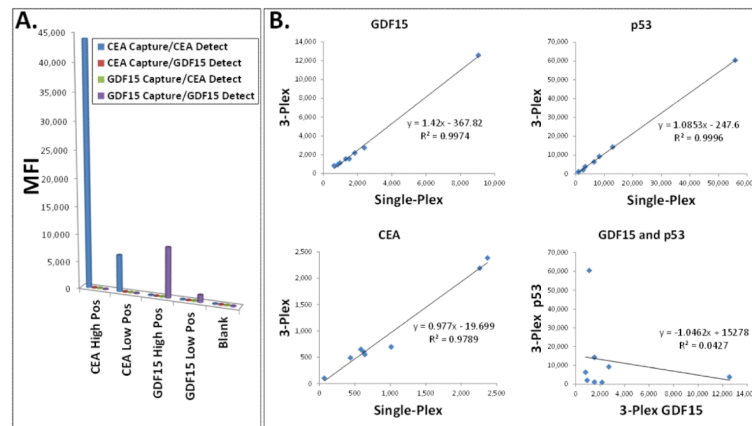 A.
45,000
40,000
35,000
30,000
25,000
20,000
15,000
10,000
5,000
0
MFI
CEA Capture/CEA Detect
CEA Capture/GDF15 Detect
GDF15 Capture/CEA Detect
GDF15 Capture/GDF15 Detect
CEA High Pos
CEA Low Pos
GDF15 High Pos
GDF15 Low Pos
Blank
B.
GDF15
3-Plex
14,000
12,000
10,000
8,000
6,000
4,000
2,000
0
y = 1.42x - 367.82
R² = 0.9974
0 2,000 4,000 6,000 8,000 10,000
Single-Plex
p53
3-Plex
70,000
60,000
50,000
40,000
30,000
20,000
10,000
0
y = 1.0853x - 247.6
R² = 0.9996
0 10,000 20,000 30,000 40,000 50,000 60,000
Single-Plex
CEA
3-Plex
2,500
2,000
1,500
1,000
500
0
y = 0.977x - 19.699
R² = 0.9789
0 500 1,000 1,500 2,000 2,500
Single-Plex
GDF15 and p53
3-Plex p53
70,000
60,000
50,000
40,000
30,000
20,000
10,000
0
y = -1.0462x + 15278
R² = 0.0427
0 2,000 4,000 6,000 8,000 10,000 12,000 14,000
3-Plex GDF15